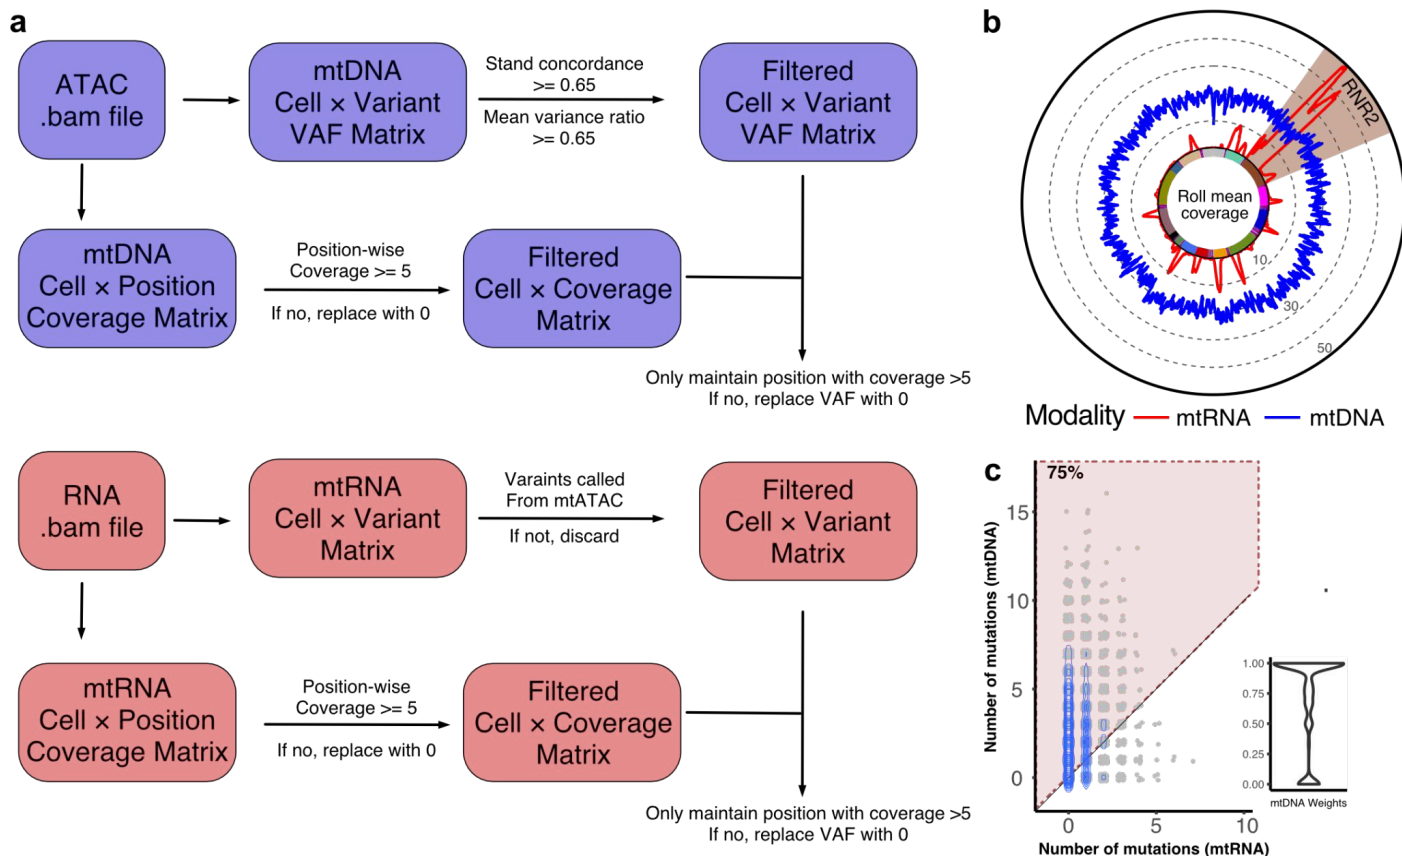 a
ATAC
.bam file
mtDNA
Cell × Variant
VAF Matrix
Stand concordance
>= 0.65
Mean variance ratio
>= 0.65
Filtered
Cell × Variant
VAF Matrix
mtDNA
Cell × Position
Coverage Matrix
Position-wise
Coverage >= 5
If no, replace with 0
Filtered
Cell × Coverage
Matrix
Only maintain position with coverage >5
If no, replace VAF with 0
RNA
.bam file
mtRNA
Cell × Variant
Matrix
Varaints called
From mtATAC
If not, discard
Filtered
Cell × Variant
Matrix
mtRNA
Cell × Position
Coverage Matrix
Position-wise
Coverage >= 5
If no, replace with 0
Filtered
Cell × Coverage
Matrix
Only maintain position with coverage >5
If no, replace VAF with 0
b
RNR2
Roll mean
coverage
10
30
50
Modality mtRNA mtDNA
c
75%
Number of mutations (mtDNA)
15
10
5
0
0 5 10
Number of mutations (mtRNA)
1.00
0.75
0.50
0.25
0.00
mtDNA Weights